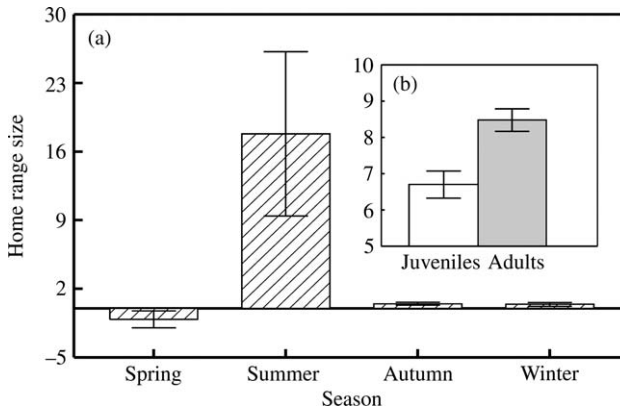 30
(a)
23
16
9
2
–5
Home range size
Spring
Summer
Autumn
Winter
Season
(b)
10
9
8
7
6
5
Juveniles
Adults